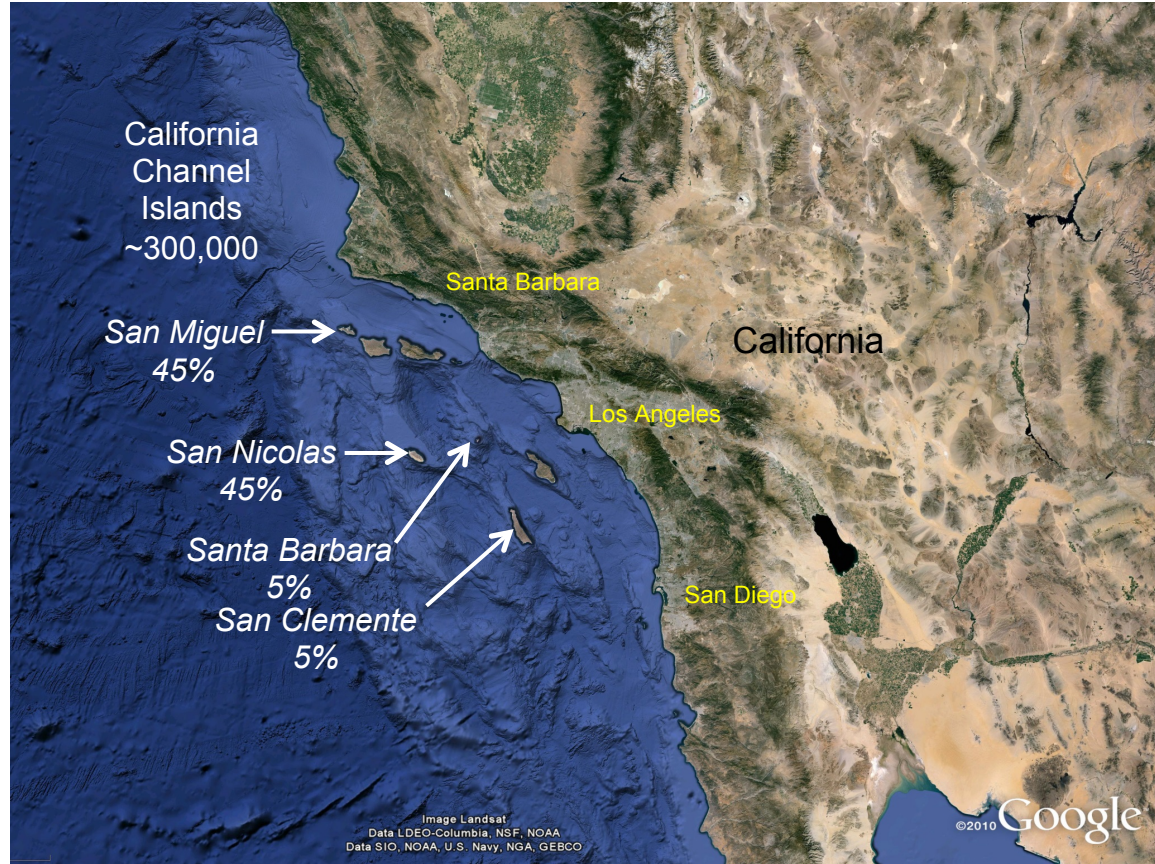 California
Channel
Islands
~300,000
Santa Barbara
San Miguel
45%
California
Los Angeles
San Nicolas
45%
Santa Barbara
5%
San Diego
San Clemente
5%
Image Landsat
Data LDEO-Columbia, NSF, NOAA
Data SIO, NOAA, U.S. Navy, NGA, GEBCO
©2010 Google